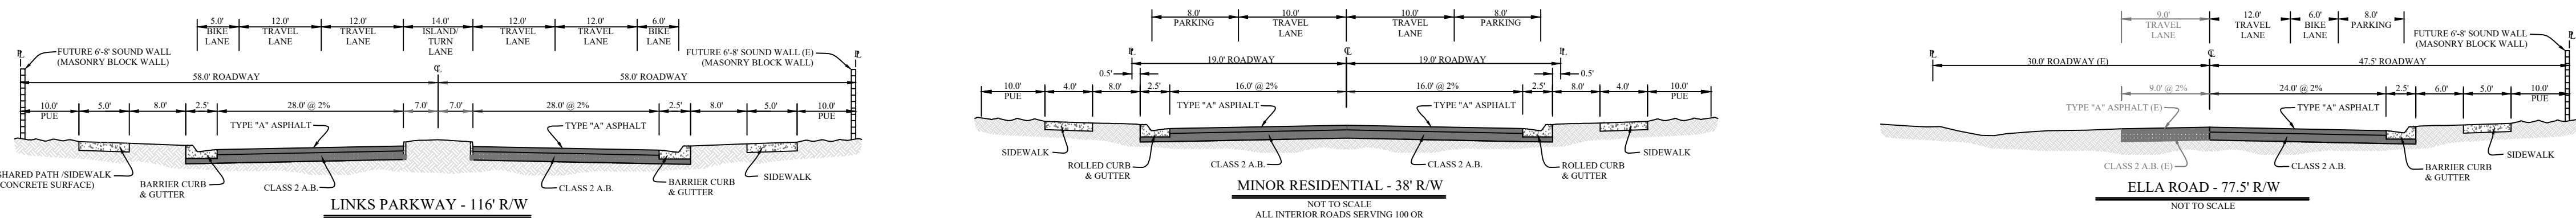 5.0' 12.0' 12.0' 14.0' 12.0' 12.0' 6.0'
BIKE LANE
TRAVEL LANE
TRAVEL LANE
ISLAND/ TURN LANE
TRAVEL LANE
TRAVEL LANE
BIKE LANE
FUTURE 6'-8' SOUND WALL
(MASONRY BLOCK WALL)
FUTURE 6'-8' SOUND WALL (E)
(MASONRY BLOCK WALL)
58.0' ROADWAY 58.0' ROADWAY
10.0' PUE 5.0' 8.0' 2.5' 28.0' @ 2% 7.0' 7.0' 28.0' @ 2% 2.5' 8.0' 5.0' 10.0' PUE
TYPE "A" ASPHALT TYPE "A" ASPHALT
SHARED PATH /SIDEWALK
CONCRETE SURFACE)
BARRIER CURB
& GUTTER
CLASS 2 A.B. CLASS 2 A.B.
BARRIER CURB
& GUTTER
SIDEWALK
LINKS PARKWAY - 116' R/W
8.0' 10.0' 10.0' 8.0'
PARKING TRAVEL TRAVEL PARKING
LANE LANE
19.0' ROADWAY 19.0' ROADWAY
0.5' 0.5'
10.0' 4.0' 8.0' 2.5' 16.0' @ 2% 16.0' @ 2% 2.5' 8.0' 4.0' 10.0'
PUE PUE
TYPE "A" ASPHALT TYPE "A" ASPHALT
SIDEWALK SIDEWALK
ROLLED CURB
& GUTTER
CLASS 2 A.B. CLASS 2 A.B.
ROLLED CURB
& GUTTER
MINOR RESIDENTIAL - 38' R/W
NOT TO SCALE
ALL INTERIOR ROADS SERVING 100 OR
9.0' 12.0' 6.0' 8.0'
TRAVEL TRAVEL BIKE PARKING
LANE LANE LANE
FUTURE 6'-8' SOUND WALL
(MASONRY BLOCK WALL)
30.0' ROADWAY (E) 47.5' ROADWAY
9.0' @ 2% 24.0' @ 2% 2.5' 6.0' 5.0' 10.0'
PUE
TYPE "A" ASPHALT (E) TYPE "A" ASPHALT
SIDEWALK
CLASS 2 A.B. (E) CLASS 2 A.B.
BARRIER CURB
& GUTTER
ELLA ROAD - 77.5' R/W
NOT TO SCALE